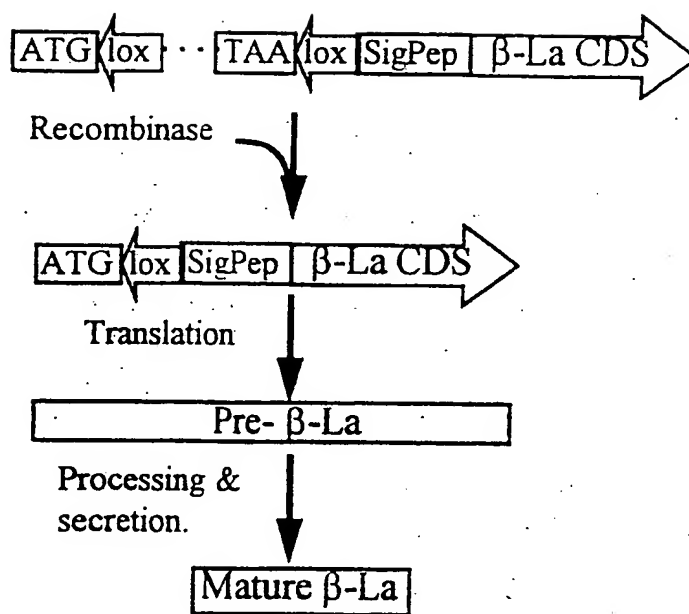 ATG lox ··· TAA lox SigPep β-La CDS
Recombinase
ATG lox SigPep β-La CDS
Translation
Pre- β-La
Processing &
secretion.
Mature β-La